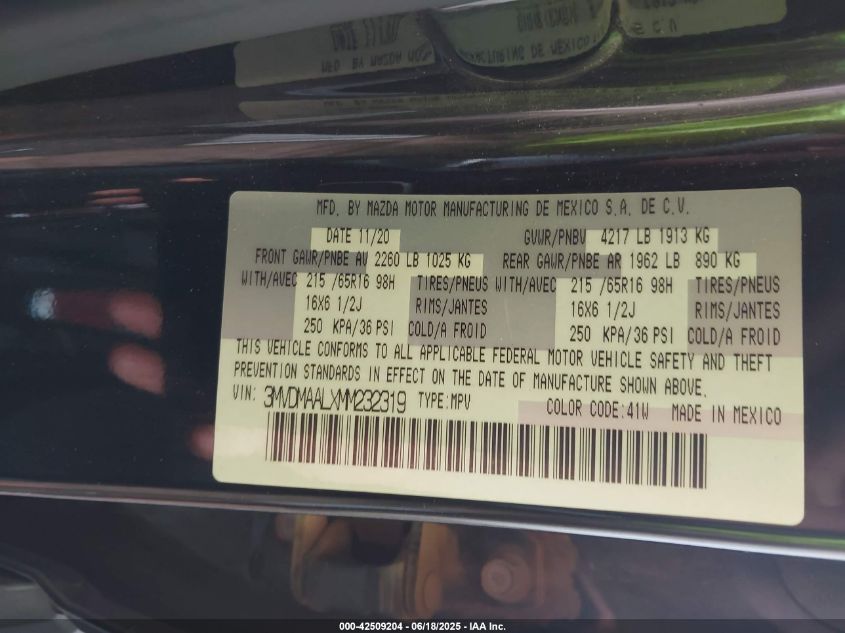 MFD. BY MAZDA MOTOR MANUFACTURING DE MEXICO S.A. DE C.V.
DATE 11/20 GVWR/PNBV 4217 LB 1913 KG
FRONT GAWR/PNBE AV 2260 LB 1025 KG REAR GAWR/PNBE AR 1962 LB 890 KG
WITH/AVEC 215 /65R16 98H TIRES/PNEUS WITH/AVEC 215 /65R16 98H TIRES/PNEUS
16X6 1/2J RIMS/JANTES 16X6 1/2J RIMS/JANTES
250 KPA/36 PSI COLD/A FROID 250 KPA/36 PSI COLD/A FROID
THIS VEHICLE CONFORMS TO ALL APPLICABLE FEDERAL MOTOR VEHICLE SAFETY AND THEFT
PREVENTION STANDARDS IN EFFECT ON THE DATE OF MANUFACTURE SHOWN ABOVE.
VIN: 3MVDMAALXMM232319 TYPE:MPV COLOR CODE:41W MADE IN MEXICO
000-42509204 - 06/18/2025 - IAA Inc.